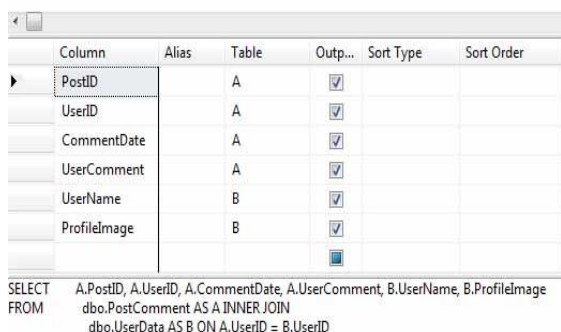 Column Alias Table Outp... Sort Type Sort Order
PostID A
UserID A
CommentDate A
UserComment A
UserName B
ProfileImage B
SELECT A.PostID, A.UserID, A.CommentDate, A.UserComment, B.UserName, B.ProfileImage
FROM dbo.PostComment AS A INNER JOIN
dbo.UserData AS B ON A.UserID = B.UserID